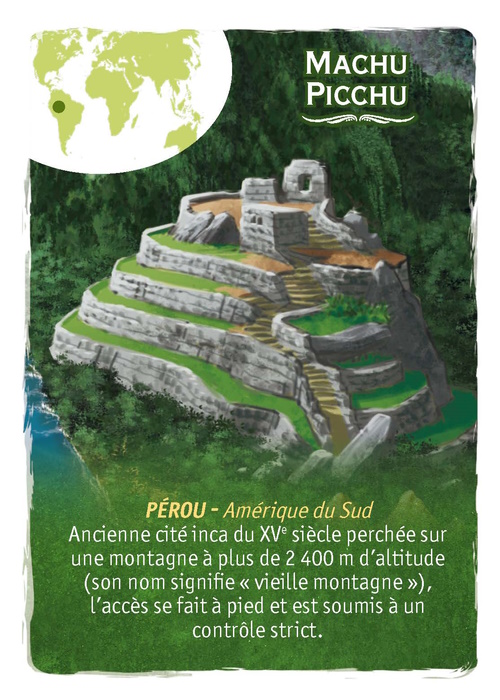 MACHU
PICCHU
PÉROU - Amérique du Sud
Ancienne cité inca du XVe siècle perchée sur
une montagne à plus de 2 400 m d’altitude
(son nom signifie « vieille montagne »),
l’accès se fait à pied et est soumis à un
contrôle strict.